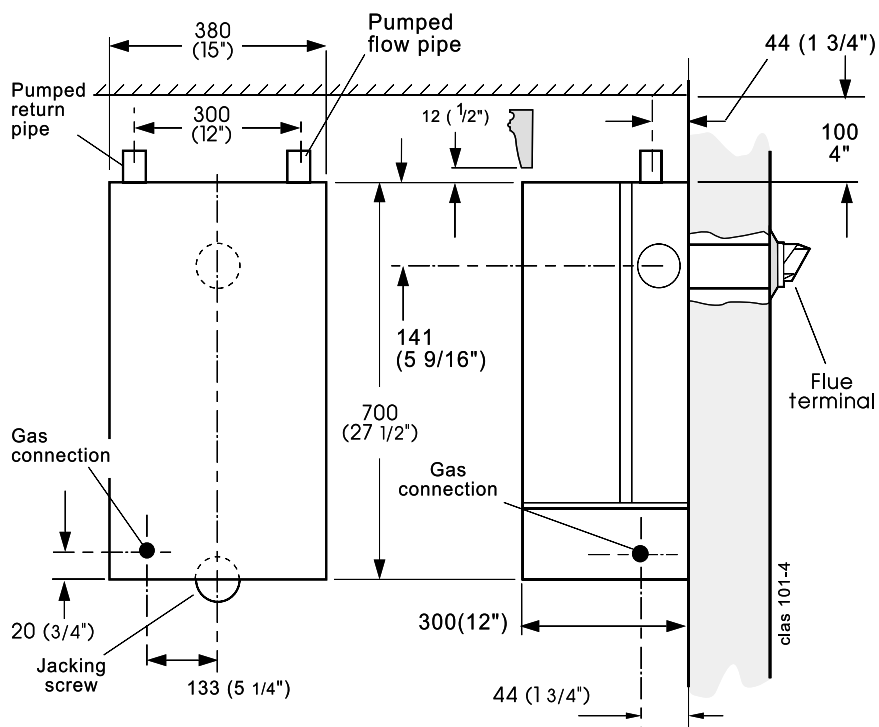 380
(15")
Pumped
flow pipe
44 (1 3/4")
Pumped
return
pipe
300
(12")
12 ( 1/2")
100
4"
141
(5 9/16")
Flue
terminal
700
(27 1/2")
Gas
connection
Gas
connection
20 (3/4")
300(12")
clas 101-4
Jacking
screw
133 (5 1/4")
44 (1 3/4")